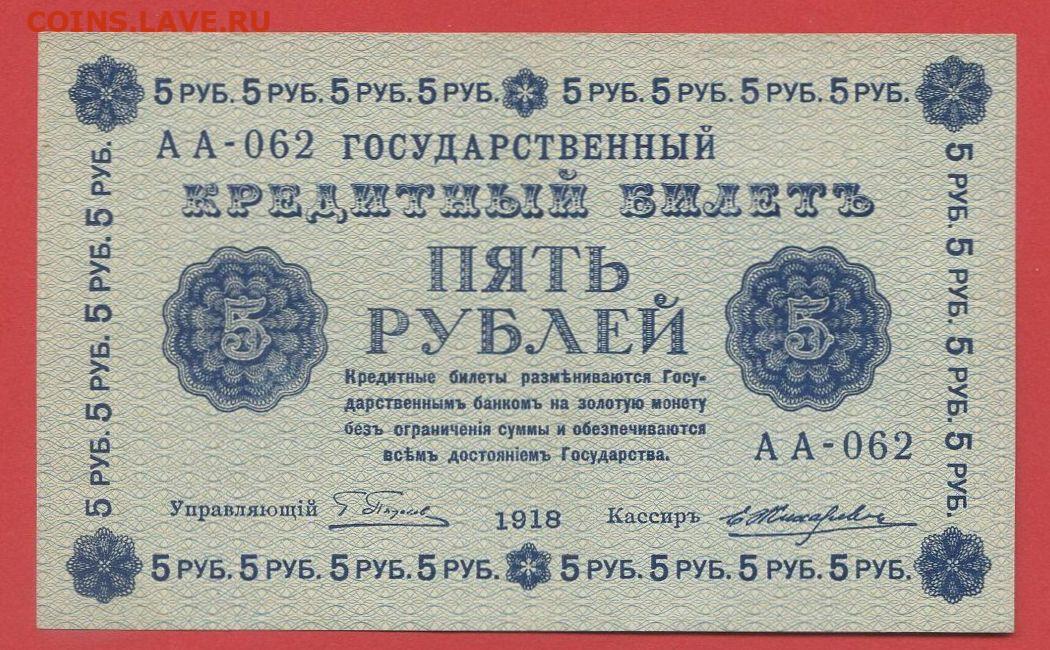 COINS.LAVE.RU
5 РУБ. 5 РУБ. 5 РУБ. 5 РУБ. 5 РУБ. 5 РУБ. 5 РУБ. 5 РУБ.
АА-062 ГОСУДАРСТВЕННЫЙ
КРЕДИТНЫЙ БИЛЕТЪ
ПЯТЬ
РУБЛЕЙ
5
5
Кредитные билеты размѣниваются Госу-
дарственнымъ банкомъ на золотую монету
безъ ограниченія суммы и обезпечиваются
всѣмъ достояніемъ Государства.
АА-062
Управляющій
1918
Кассиръ
5 РУБ. 5 РУБ. 5 РУБ. 5 РУБ.
5 РУБ. 5 РУБ. 5 РУБ. 5 РУБ.
5 РУБ. 5 РУБ. 5 РУБ. 5 РУБ. 5 РУБ. 5 РУБ. 5 РУБ. 5 РУБ.